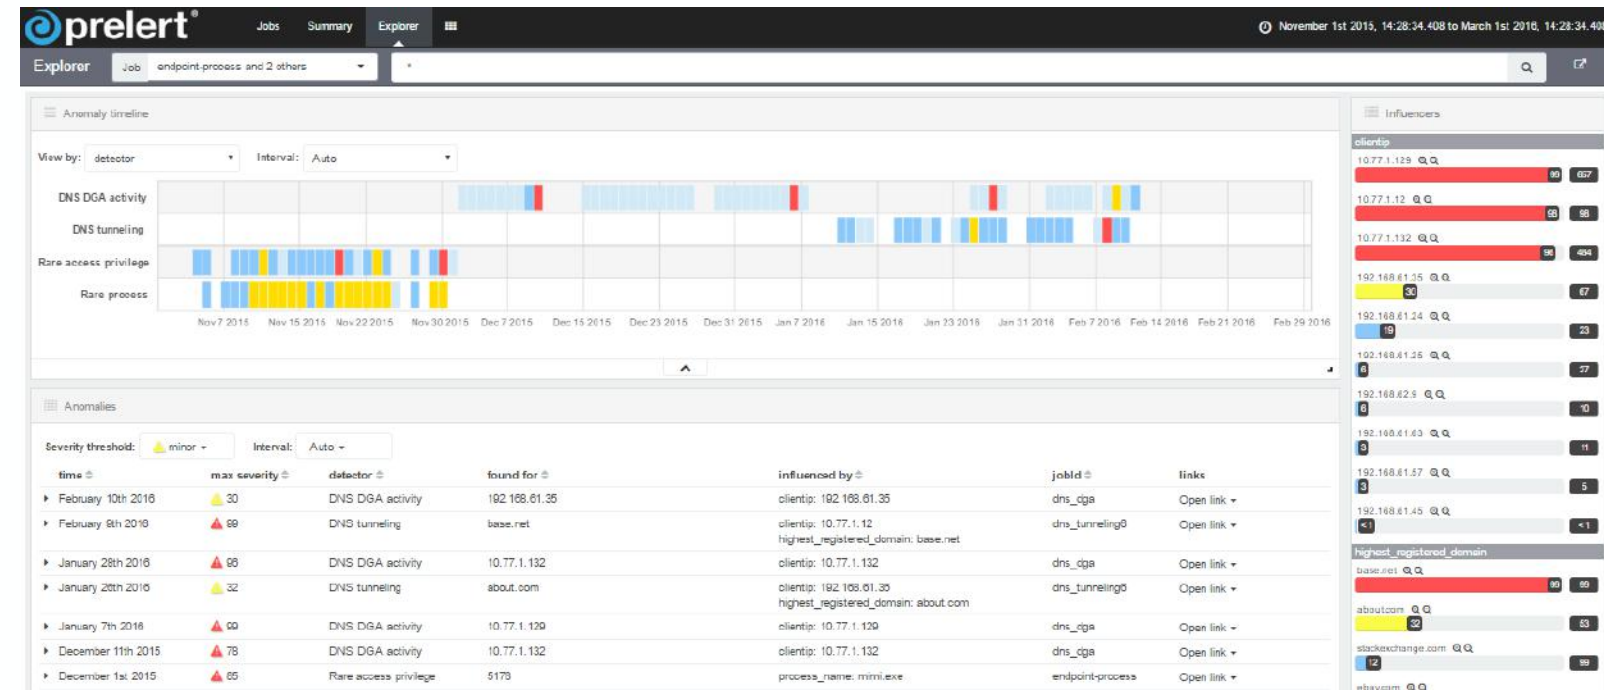 prelert®
Jobs Summary Explorer
November 1st 2015, 14:28:34.408 to March 1st 2016, 14:28:34.408
Explorer Job endpoint-process and 2 others *
Anomaly timeline
View by: detector Interval: Auto
DNS DGA activity
DNS tunneling
Rare access privilege
Rare process
Nov 7 2015 Nov 15 2015 Nov 22 2015 Nov 30 2015 Dec 7 2015 Dec 15 2015 Dec 23 2015 Dec 31 2015 Jan 7 2016 Jan 15 2016 Jan 23 2016 Jan 31 2016 Feb 7 2016 Feb 14 2016 Feb 21 2016 Feb 29 2016
Anomalies
Severity threshold: minor Interval: Auto
time max severity detector found for influenced by jobId links
February 10th 2016 30 DNS DGA activity 192.168.61.35 clientip: 192.168.61.35 dns_dga Open link
February 9th 2016 99 DNS tunneling base.net clientip: 10.77.1.12 dns_tunneling6 Open link
highest_registered_domain: base.net
January 28th 2016 96 DNS DGA activity 10.77.1.132 clientip: 10.77.1.132 dns_dga Open link
January 26th 2016 32 DNS tunneling about.com clientip: 192.168.61.35 dns_tunneling6 Open link
highest_registered_domain: about.com
January 7th 2016 99 DNS DGA activity 10.77.1.129 clientip: 10.77.1.129 dns_dga Open link
December 11th 2015 78 DNS DGA activity 10.77.1.132 clientip: 10.77.1.132 dns_dga Open link
December 1st 2015 85 Rare access privilege process_name: mimi.exe endpoint-process Open link
Influencers
clientip
10.77.1.129
99 657
10.77.1.12
98 98
10.77.1.132
96 484
192.168.61.35
30 67
192.168.61.24
19 23
6
192.168.62.9
6 10
192.168.61.63
3 11
192.168.61.57
3 5
192.168.61.45
<1 <1
highest_registered_domain
base.net
99 99
about.com
32 53
stackexchange.com
12 99
ebay.com